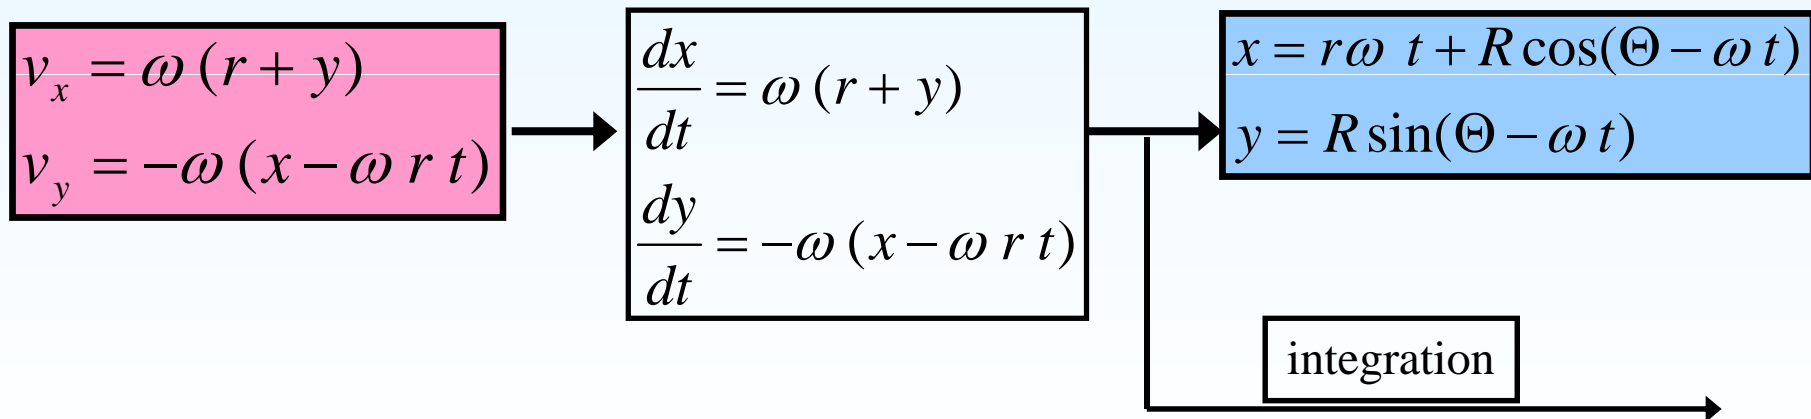 v_x = ω (r + y)
v_y = −ω (x − ω r t)
dx/dt = ω (r + y)
dy/dt = −ω (x − ω r t)
x = rω t + R cos(Θ − ω t)
y = R sin(Θ − ω t)
integration